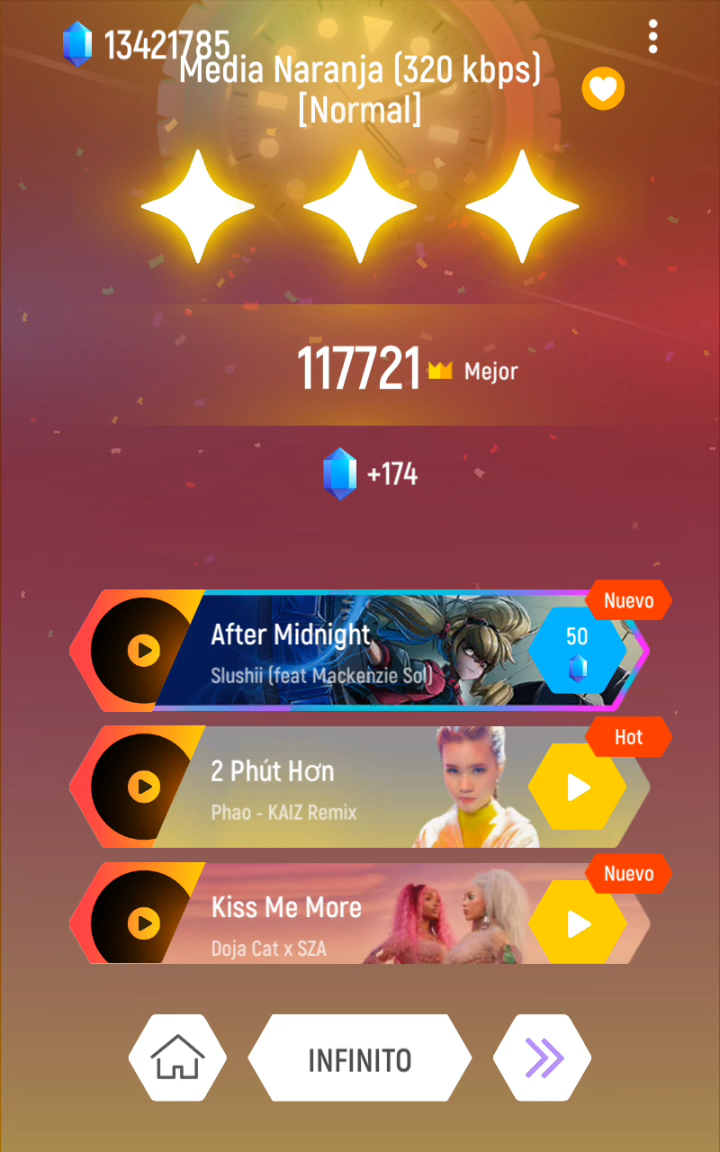 13421785
Media Naranja (320 kbps)
[Normal]
117721 Mejor
+174
Nuevo
After Midnight
50
Slushii (feat Mackenzie Sol)
Hot
2 Phút Hơn
Phao - KAIZ Remix
Nuevo
Kiss Me More
Doja Cat x SZA
INFINITO